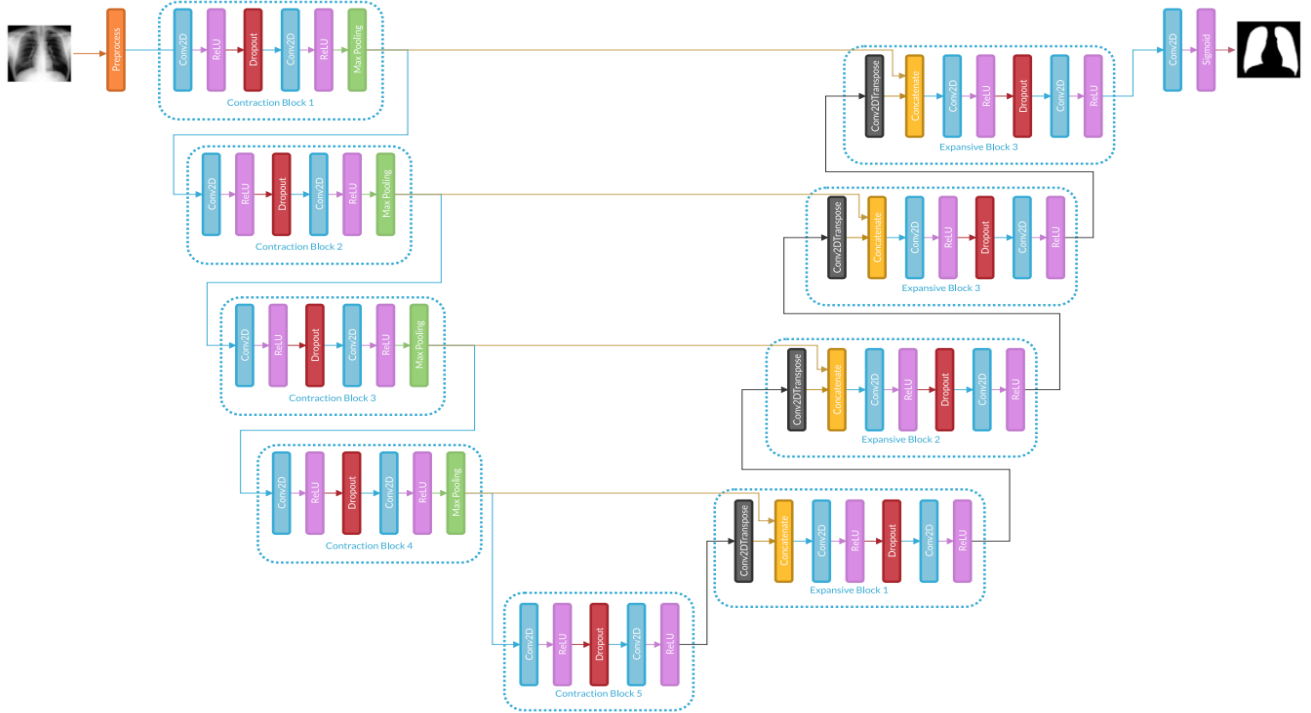 Preprocess
Conv2D
ReLU
Dropout
Conv2D
ReLU
Max Pooling
Contraction Block 1
Conv2D
ReLU
Dropout
Conv2D
ReLU
Max Pooling
Contraction Block 2
Conv2D
ReLU
Dropout
Conv2D
ReLU
Max Pooling
Contraction Block 3
Conv2D
ReLU
Dropout
Conv2D
ReLU
Max Pooling
Contraction Block 4
Conv2D
ReLU
Dropout
Conv2D
ReLU
Contraction Block 5
Conv2DTranspose
Concatenate
Conv2D
ReLU
Dropout
Conv2D
ReLU
Expansive Block 1
Conv2DTranspose
Concatenate
Conv2D
ReLU
Dropout
Conv2D
ReLU
Expansive Block 2
Conv2DTranspose
Concatenate
Conv2D
ReLU
Dropout
Conv2D
ReLU
Expansive Block 3
Conv2DTranspose
Concatenate
Conv2D
ReLU
Dropout
Conv2D
ReLU
Expansive Block 3
Conv2D
Sigmoid